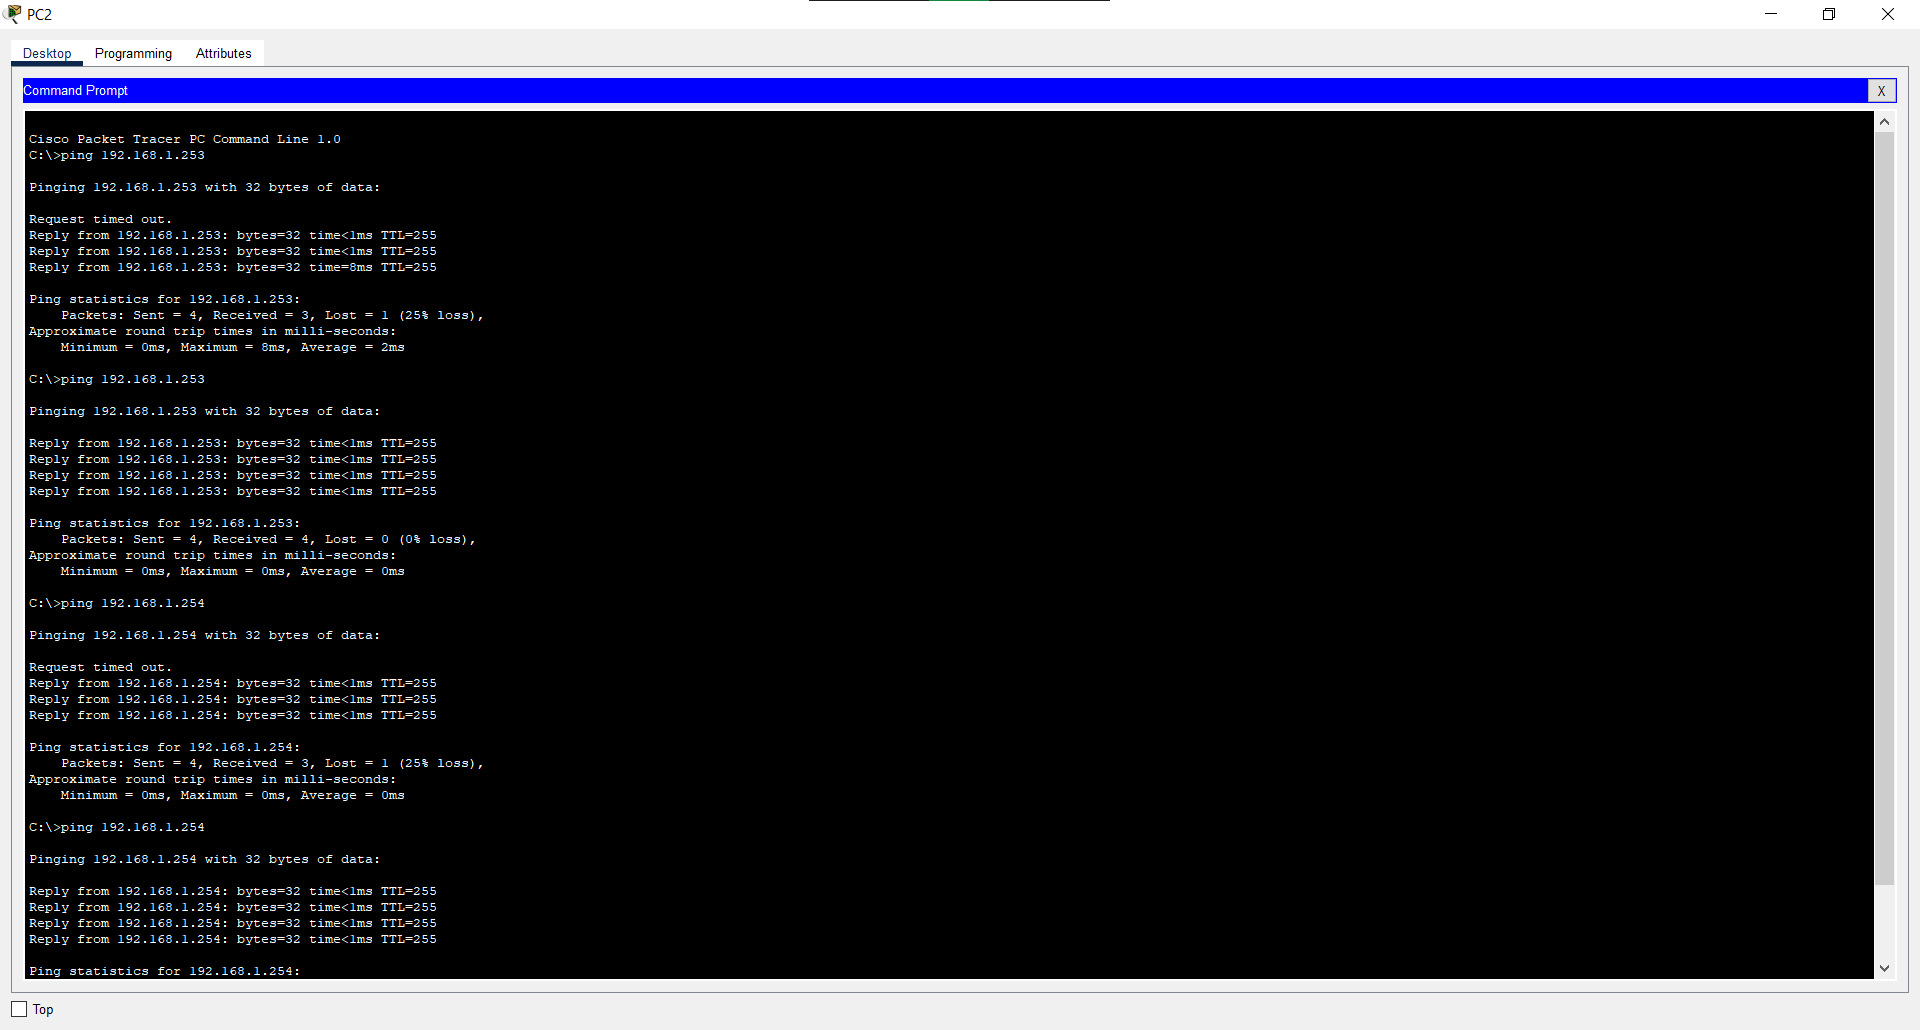 PC2
Desktop Programming Attributes
Command Prompt X
Cisco Packet Tracer PC Command Line 1.0
C:\>ping 192.168.1.253
Pinging 192.168.1.253 with 32 bytes of data:
Request timed out.
Reply from 192.168.1.253: bytes=32 time<1ms TTL=255
Reply from 192.168.1.253: bytes=32 time<1ms TTL=255
Reply from 192.168.1.253: bytes=32 time=8ms TTL=255
Ping statistics for 192.168.1.253:
Packets: Sent = 4, Received = 3, Lost = 1 (25% loss),
Approximate round trip times in milli-seconds:
Minimum = 0ms, Maximum = 8ms, Average = 2ms
C:\>ping 192.168.1.253
Pinging 192.168.1.253 with 32 bytes of data:
Reply from 192.168.1.253: bytes=32 time<1ms TTL=255
Reply from 192.168.1.253: bytes=32 time<1ms TTL=255
Reply from 192.168.1.253: bytes=32 time<1ms TTL=255
Reply from 192.168.1.253: bytes=32 time<1ms TTL=255
Ping statistics for 192.168.1.253:
Packets: Sent = 4, Received = 4, Lost = 0 (0% loss),
Approximate round trip times in milli-seconds:
Minimum = 0ms, Maximum = 0ms, Average = 0ms
C:\>ping 192.168.1.254
Pinging 192.168.1.254 with 32 bytes of data:
Request timed out.
Reply from 192.168.1.254: bytes=32 time<1ms TTL=255
Reply from 192.168.1.254: bytes=32 time<1ms TTL=255
Reply from 192.168.1.254: bytes=32 time<1ms TTL=255
Ping statistics for 192.168.1.254:
Packets: Sent = 4, Received = 3, Lost = 1 (25% loss),
Approximate round trip times in milli-seconds:
Minimum = 0ms, Maximum = 0ms, Average = 0ms
C:\>ping 192.168.1.254
Pinging 192.168.1.254 with 32 bytes of data:
Reply from 192.168.1.254: bytes=32 time<1ms TTL=255
Reply from 192.168.1.254: bytes=32 time<1ms TTL=255
Reply from 192.168.1.254: bytes=32 time<1ms TTL=255
Reply from 192.168.1.254: bytes=32 time<1ms TTL=255
Ping statistics for 192.168.1.254:
Top